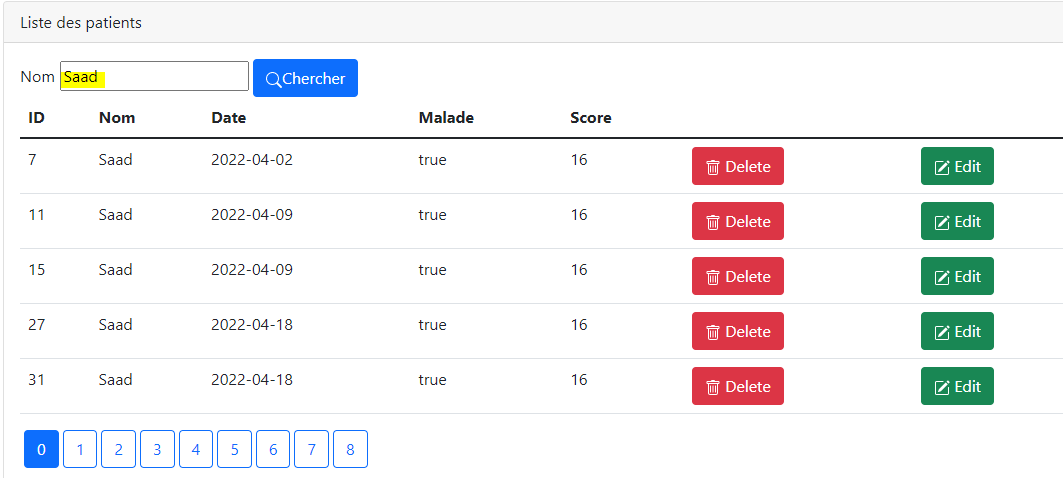 Liste des patients
Nom Saad Chercher
ID Nom Date Malade Score
7 Saad 2022-04-02 true 16 Delete Edit
11 Saad 2022-04-09 true 16 Delete Edit
15 Saad 2022-04-09 true 16 Delete Edit
27 Saad 2022-04-18 true 16 Delete Edit
31 Saad 2022-04-18 true 16 Delete Edit
0 1 2 3 4 5 6 7 8